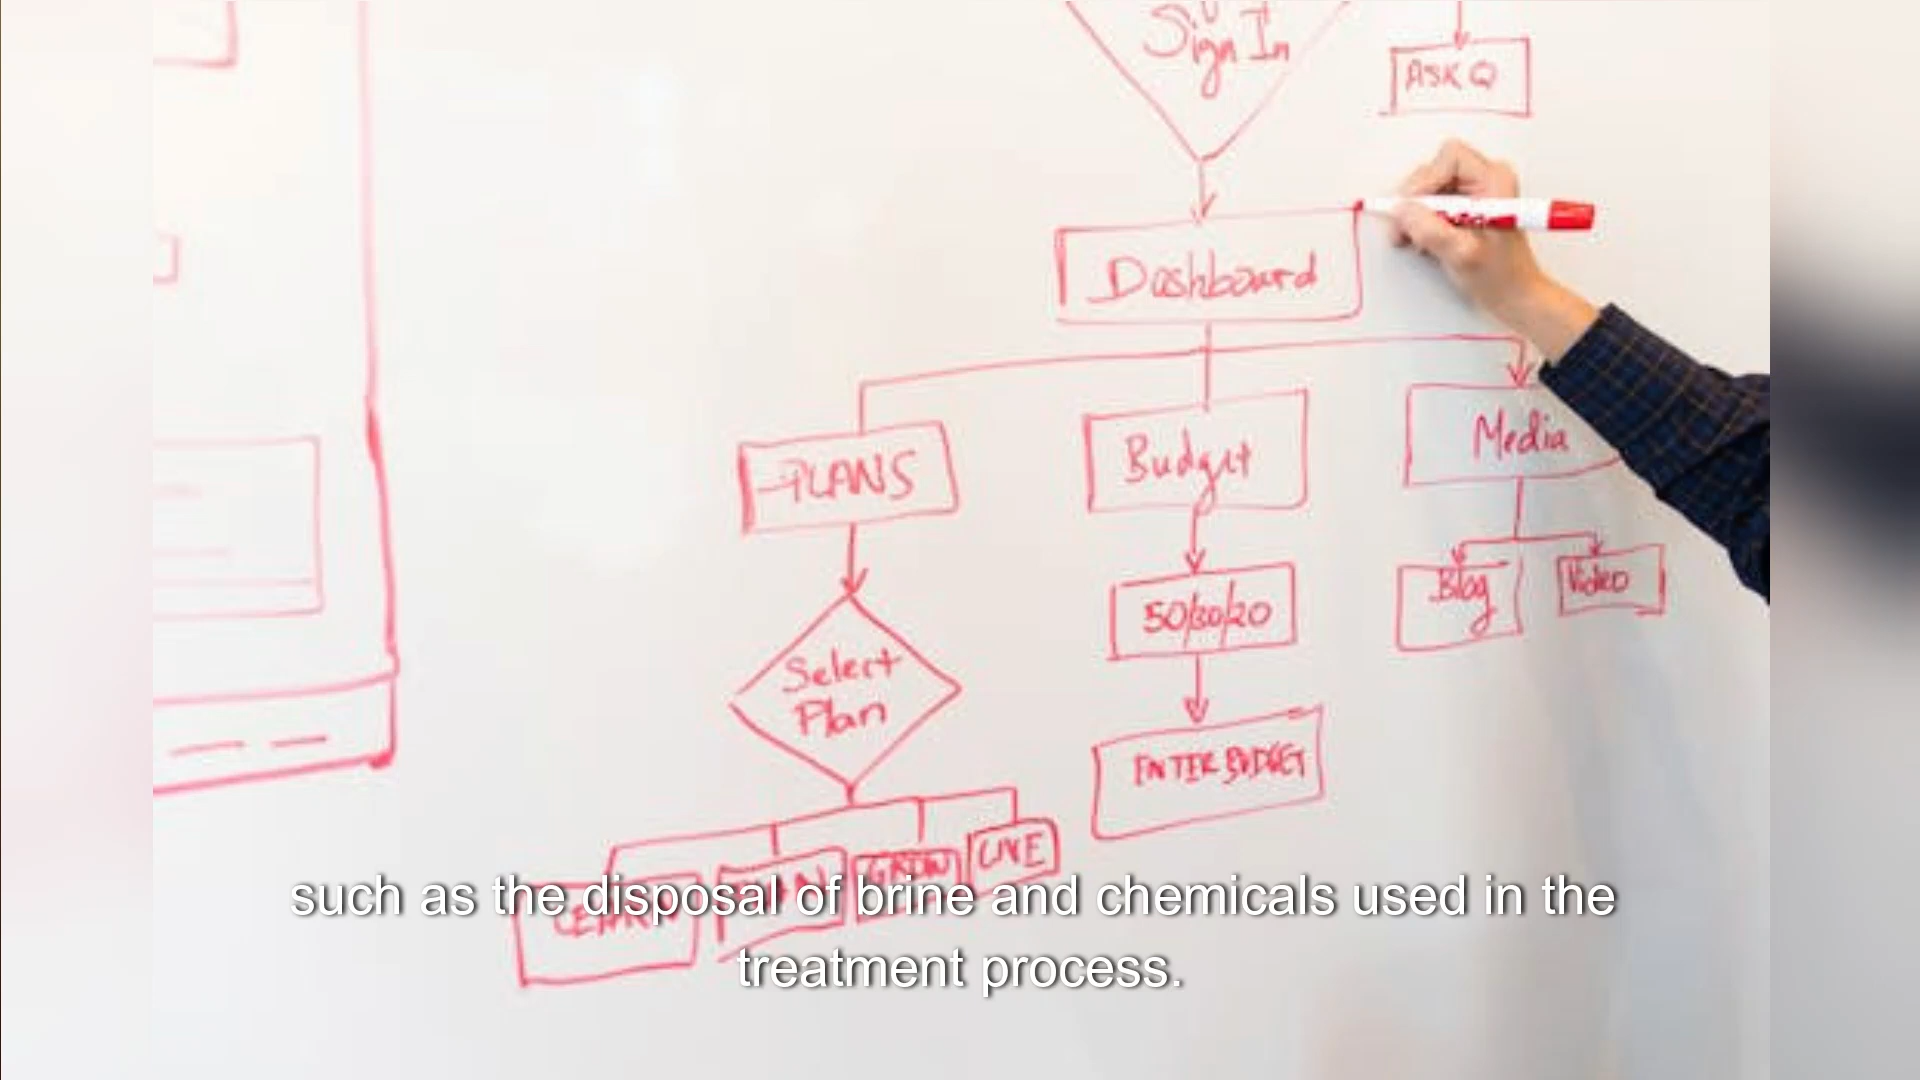 Sign In
ASK Q
Dashboard
PLANS
Budget
Media
50/30/20
Blog
Video
Select
Plan
ENTER BUDGET
GROW
LIVE
such as the disposal of brine and chemicals used in the
treatment process.